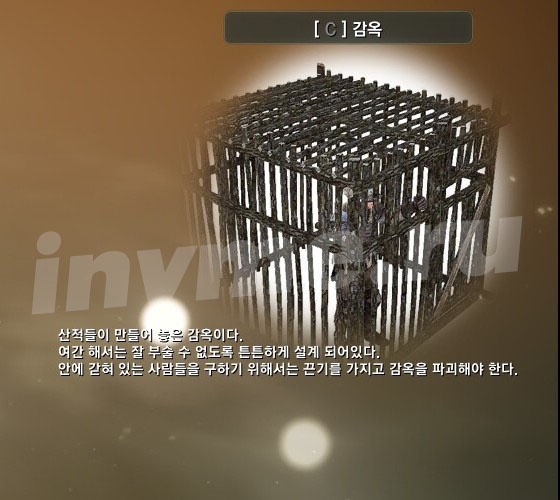 [ C ] 감옥
산적들이 만들어 놓은 감옥이다.
여간 해서는 잘 부술 수 없도록 튼튼하게 설계 되어있다.
안에 갇혀 있는 사람들을 구하기 위해서는 끈기를 가지고 감옥을 파괴해야 한다.